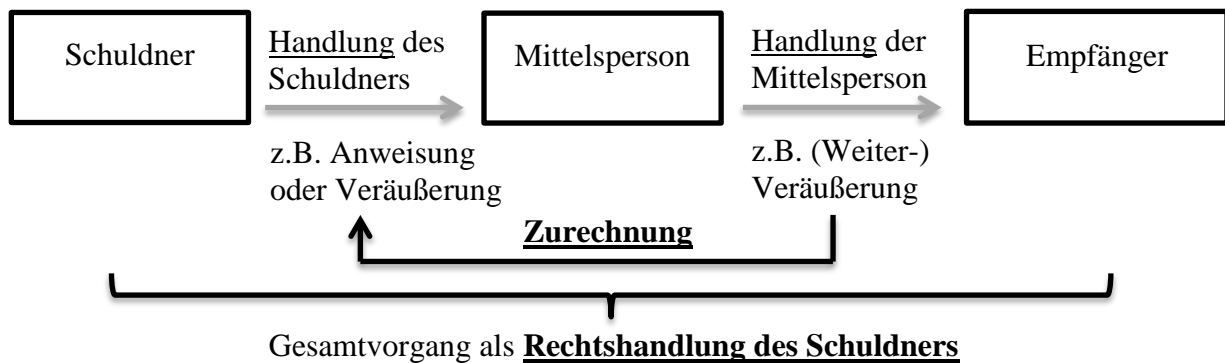 Schuldner
Handlung des
Schuldners
z.B. Anweisung
oder Veräußerung
Mittelsperson
Handlung der
Mittelsperson
z.B. (Weiter-)
Veräußerung
Empfänger
Zurechnung
Gesamtvorgang als Rechtshandlung des Schuldners